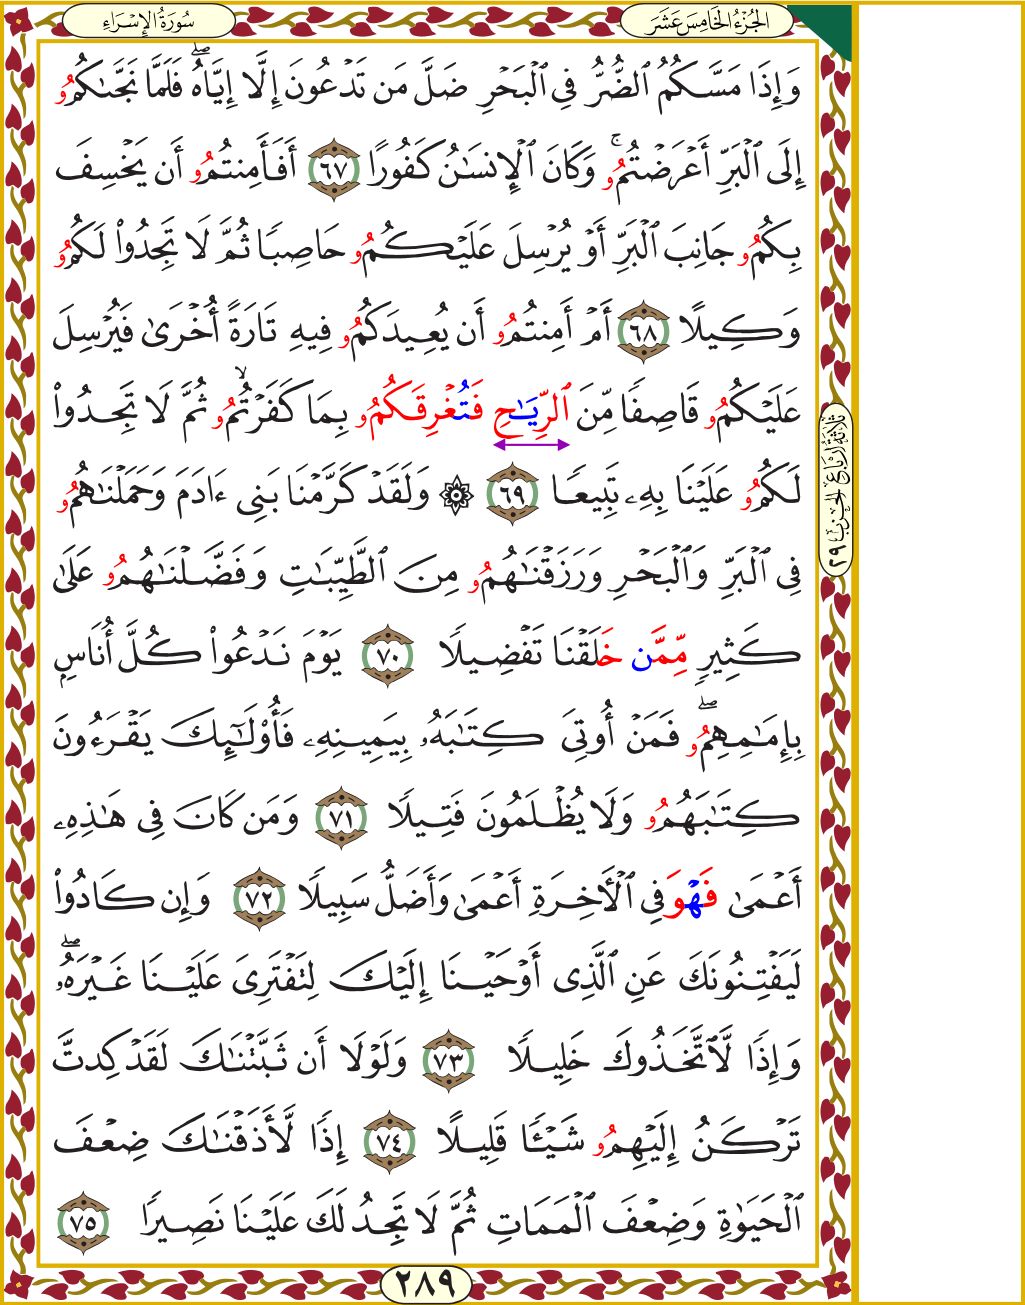 سُورَةُ الإِسْرَاءِ
الجُزْءُ الخَامِسَ عَشَرَ
وَإِذَا مَسَّكُمُ ٱلضُّرُّ فِي ٱلْبَحْرِ ضَلَّ مَن تَدْعُونَ إِلَّا إِيَّاهُۖ فَلَمَّا نَجَّىٰكُمُۥ
إِلَى ٱلْبَرِّ أَعْرَضْتُمُۥۚ وَكَانَ ٱلْإِنسَٰنُ كَفُورًا ٦٧ أَفَأَمِنتُمُۥ أَن يَخْسِفَ
بِكُمُۥ جَانِبَ ٱلْبَرِّ أَوْ يُرْسِلَ عَلَيْكُمُۥ حَاصِبًا ثُمَّ لَا تَجِدُوا۟ لَكُمُۥ
وَكِيلًا ٦٨ أَمْ أَمِنتُمُۥ أَن يُعِيدَكُمُۥ فِيهِ تَارَةً أُخْرَىٰ فَيُرْسِلَ
عَلَيْكُمُۥ قَاصِفًا مِّنَ ٱلرِّيَٰحِ فَتُغْرِقَكُمُۥ بِمَا كَفَرْتُمُۥۙ ثُمَّ لَا تَجِدُوا۟
لَكُمُۥ عَلَيْنَا بِهِۦ تَبِيعًا ٦٩ ۞ وَلَقَدْ كَرَّمْنَا بَنِي ءَادَمَ وَحَمَلْنَٰهُمُۥ
فِي ٱلْبَرِّ وَٱلْبَحْرِ وَرَزَقْنَٰهُمُۥ مِنَ ٱلطَّيِّبَٰتِ وَفَضَّلْنَٰهُمُۥ عَلَىٰ
كَثِيرٍ مِّمَّن خَلَقْنَا تَفْضِيلًا ٧٠ يَوْمَ نَدْعُوا۟ كُلَّ أُنَاسٍ
بِإِمَٰمِهِمُۥۖ فَمَنْ أُوتِيَ كِتَٰبَهُۥ بِيَمِينِهِۦ فَأُو۟لَٰٓئِكَ يَقْرَءُونَ
كِتَٰبَهُمُۥ وَلَا يُظْلَمُونَ فَتِيلًا ٧١ وَمَن كَانَ فِي هَٰذِهِۦ
أَعْمَىٰ فَهْوَ فِي ٱلْأَخِرَةِ أَعْمَىٰ وَأَضَلُّ سَبِيلًا ٧٢ وَإِن كَادُوا۟
لَيَفْتِنُونَكَ عَنِ ٱلَّذِي أَوْحَيْنَا إِلَيْكَ لِتَفْتَرِيَ عَلَيْنَا غَيْرَهُۥۖ
وَإِذًا لَّٱتَّخَذُوكَ خَلِيلًا ٧٣ وَلَوْلَا أَن ثَبَّتْنَٰكَ لَقَدْ كِدتَّ
تَرْكَنُ إِلَيْهِمُۥ شَيْـًٔا قَلِيلًا ٧٤ إِذًا لَّأَذَقْنَٰكَ ضِعْفَ
ٱلْحَيَوٰةِ وَضِعْفَ ٱلْمَمَاتِ ثُمَّ لَا تَجِدُ لَكَ عَلَيْنَا نَصِيرًا ٧٥
ثلاثة أرباع الحزب ٢٩
٢٨٩